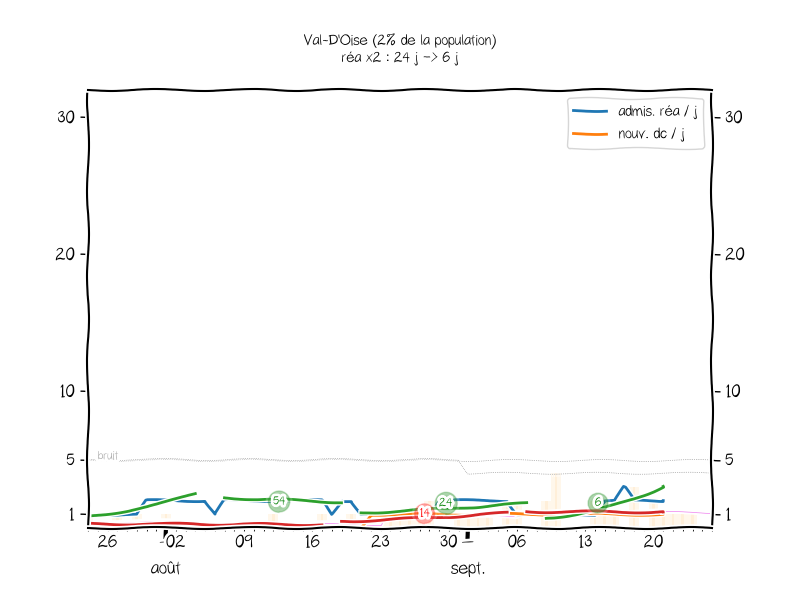 Val-D'Oise (2% de la population)
réa x2 : 24 j -> 6 j
admis. réa / j
nouv. dc / j
30
30
20
20
10
10
5
bruit
5
1
1
54
14
24
6
26 02 09 16 23 30 06 13 20
août sept.